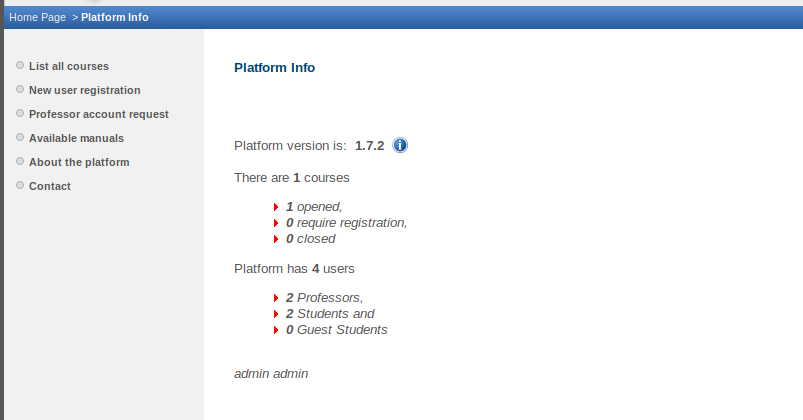 Home Page > Platform Info
List all courses
New user registration
Professor account request
Available manuals
About the platform
Contact
Platform Info
Platform version is: 1.7.2
There are 1 courses
1 opened,
0 require registration,
0 closed
Platform has 4 users
2 Professors,
2 Students and
0 Guest Students
admin admin